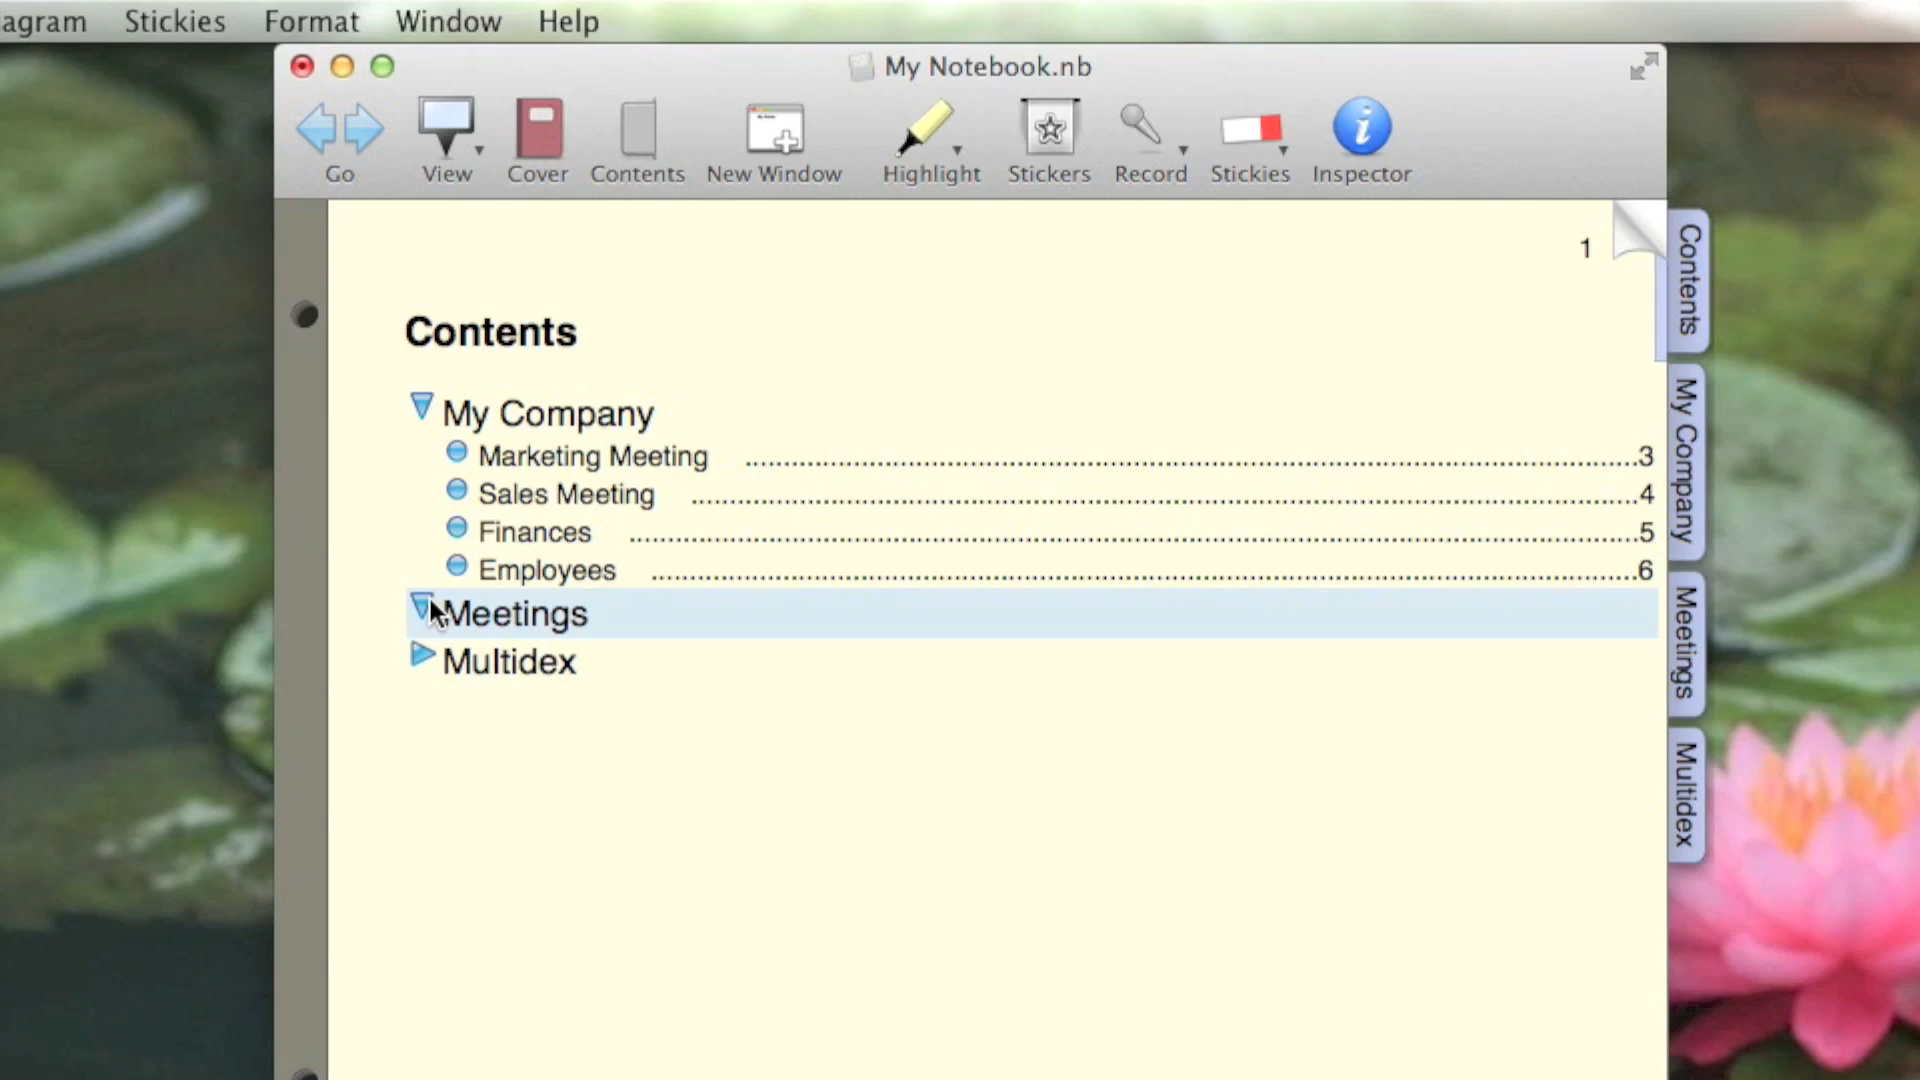 agram Stickies Format Window Help
My Notebook.nb
Go View Cover Contents New Window Highlight Stickers Record Stickies Inspector
1
Contents
My Company
Marketing Meeting ........ 3
Sales Meeting ........ 4
Finances ........ 5
Employees ........ 6
Meetings
Multidex
Contents
My Company
Meetings
Multidex